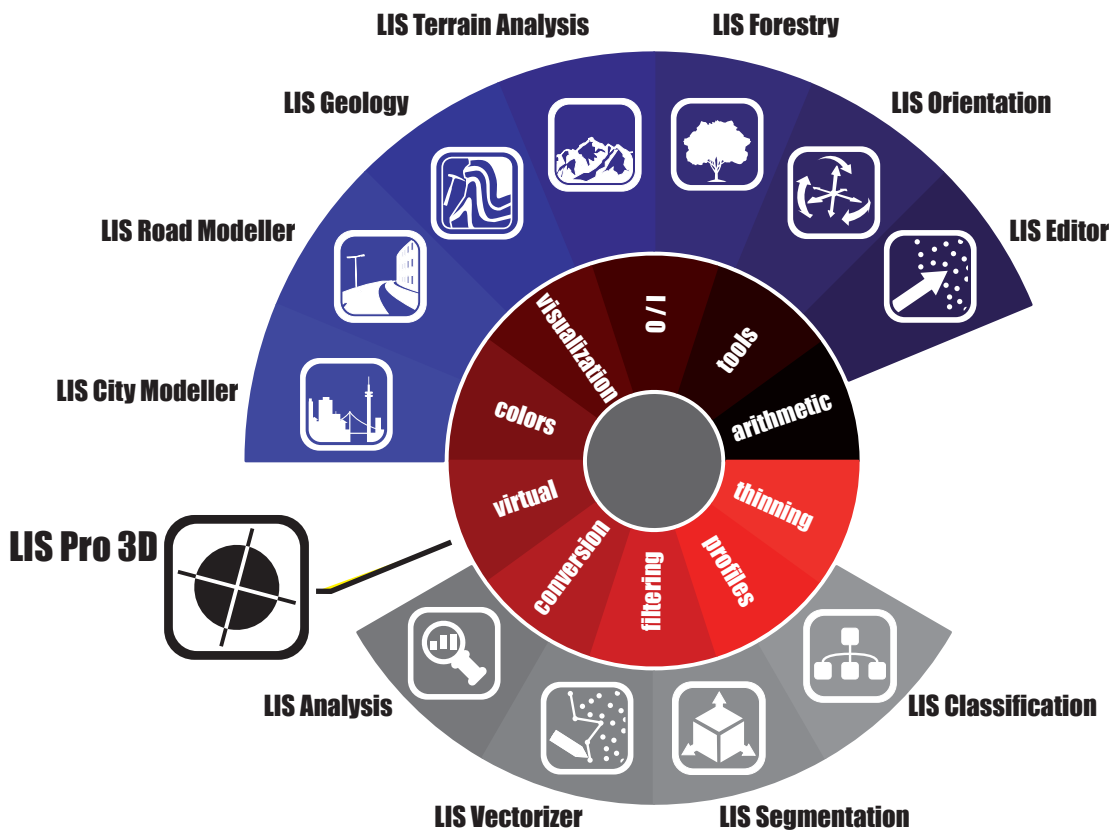 LIS Terrain Analysis
LIS Forestry
LIS Geology
LIS Orientation
LIS Road Modeller
LIS Editor
LIS City Modeller
visualization
I / O
tools
colors
arithmetic
virtual
thinning
conversion
filtering
profiles
LIS Pro 3D
LIS Analysis
LIS Classification
LIS Vectorizer
LIS Segmentation